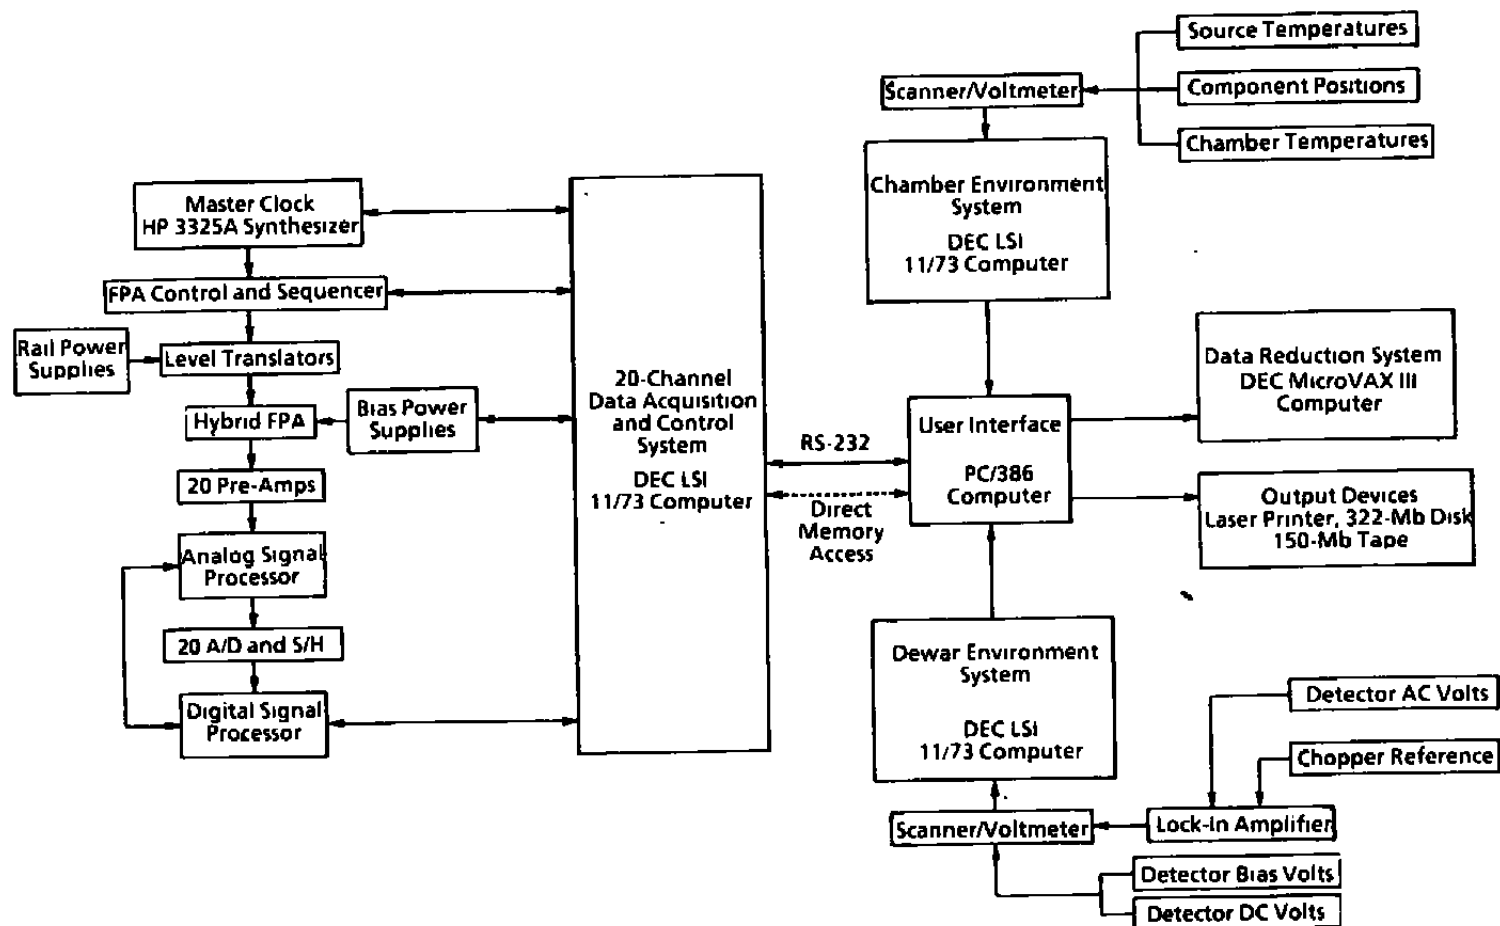 Source Temperatures
Scanner/Voltmeter
Component Positions
Chamber Temperatures
Chamber Environment
System
DEC LSI
11/73 Computer
Master Clock
HP 3325A Synthesizer
FPA Control and Sequencer
Rail Power
Supplies
Level Translators
Hybrid FPA
Bias Power
Supplies
20 Pre-Amps
Analog Signal
Processor
20 A/D and S/H
Digital Signal
Processor
20-Channel
Data Acquisition
and Control
System
DEC LSI
11/73 Computer
RS-232
Direct
Memory
Access
User Interface
PC/386
Computer
Data Reduction System
DEC MicroVAX III
Computer
Output Devices
Laser Printer, 322-Mb Disk
150-Mb Tape
Dewar Environment
System
DEC LSI
11/73 Computer
Detector AC Volts
Chopper Reference
Scanner/Voltmeter
Lock-In Amplifier
Detector Bias Volts
Detector DC Volts